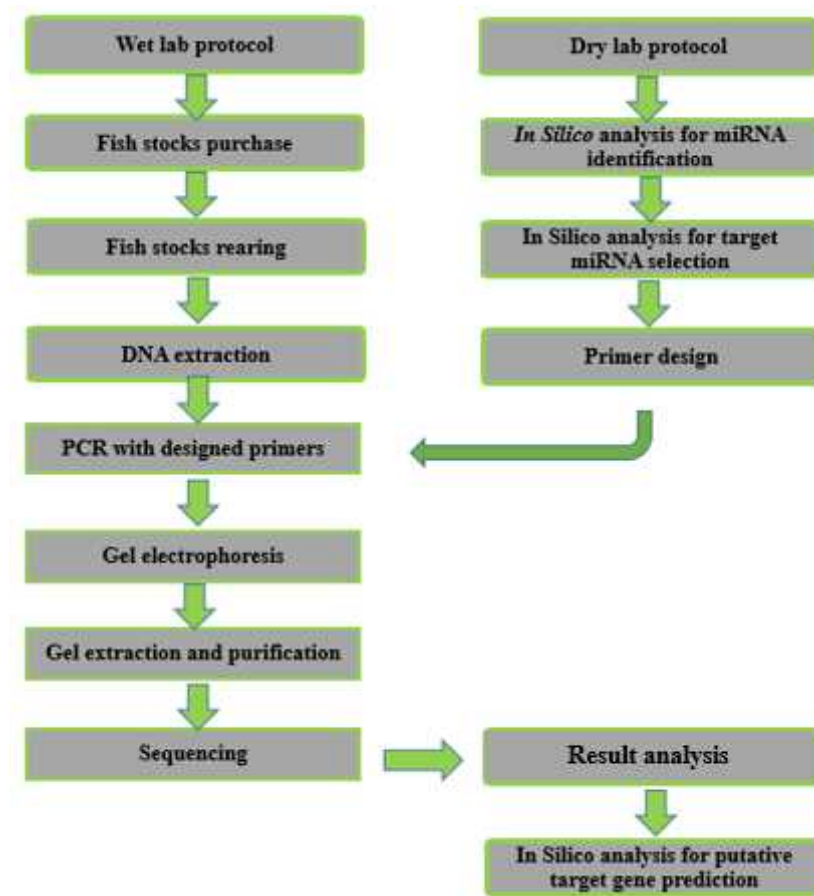 Wet lab protocol
Fish stocks purchase
Fish stocks rearing
DNA extraction
PCR with designed primers
Gel electrophoresis
Gel extraction and purification
Sequencing
Dry lab protocol
In Silico analysis for miRNA
identification
In Silico analysis for target
miRNA selection
Primer design
Result analysis
In Silico analysis for putative
target gene prediction